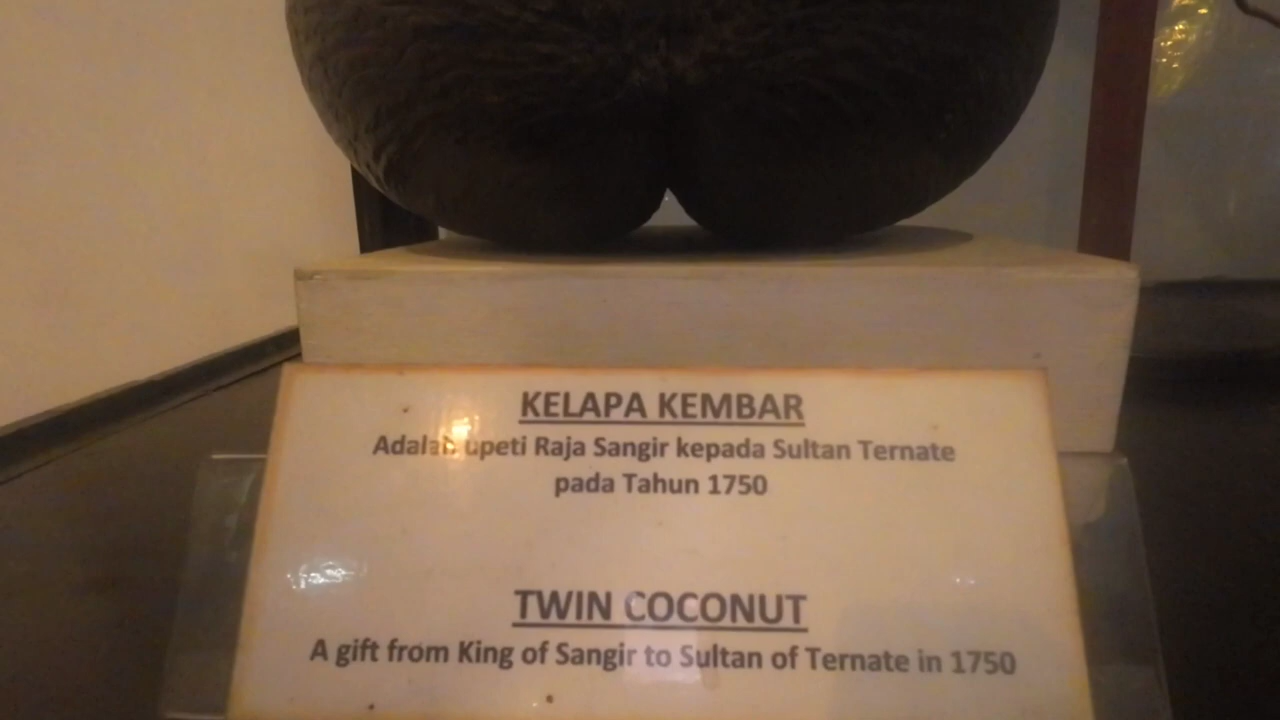 KELAPA KEMBAR
Adalah upeti Raja Sangir kepada Sultan Ternate
pada Tahun 1750
TWIN COCONUT
A gift from King of Sangir to Sultan of Ternate in 1750